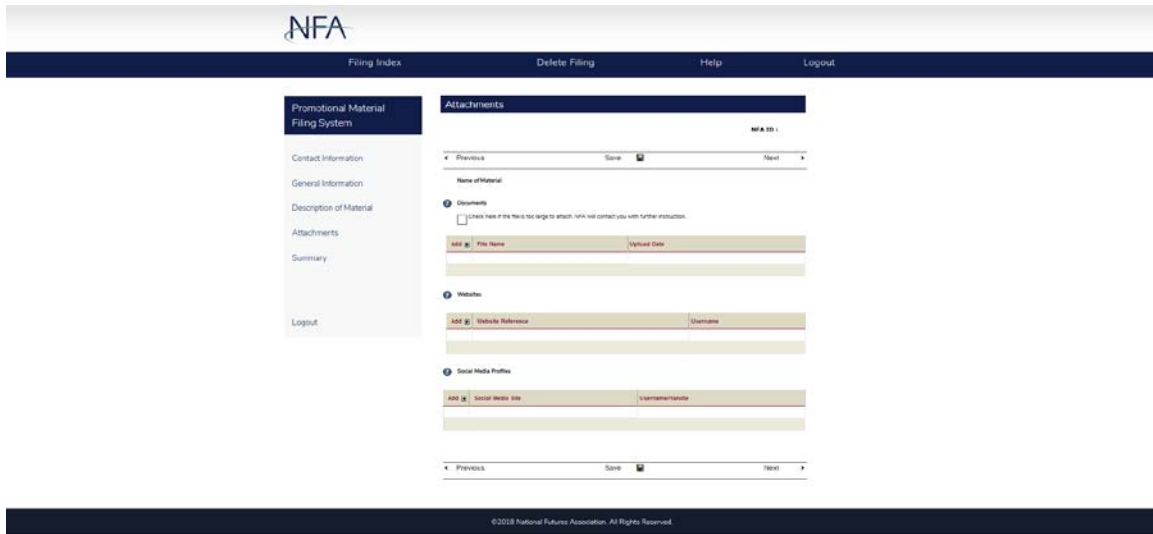 NFA
Filing Index Delete Filing Help Logout
Promotional Material
Filing System
Contact Information
General Information
Description of Material
Attachments
Summary
Logout
Attachments
NFA ID :
Previous Save Next
Name of Material
Documents
Check here if the file is too large to attach. NFA will contact you with further instruction.
Add File Name Upload Date
Websites
Add Website Reference Username
Social Media Profiles
Add Social Media Site Username/Handle
Previous Save Next
©2018 National Futures Association. All Rights Reserved.